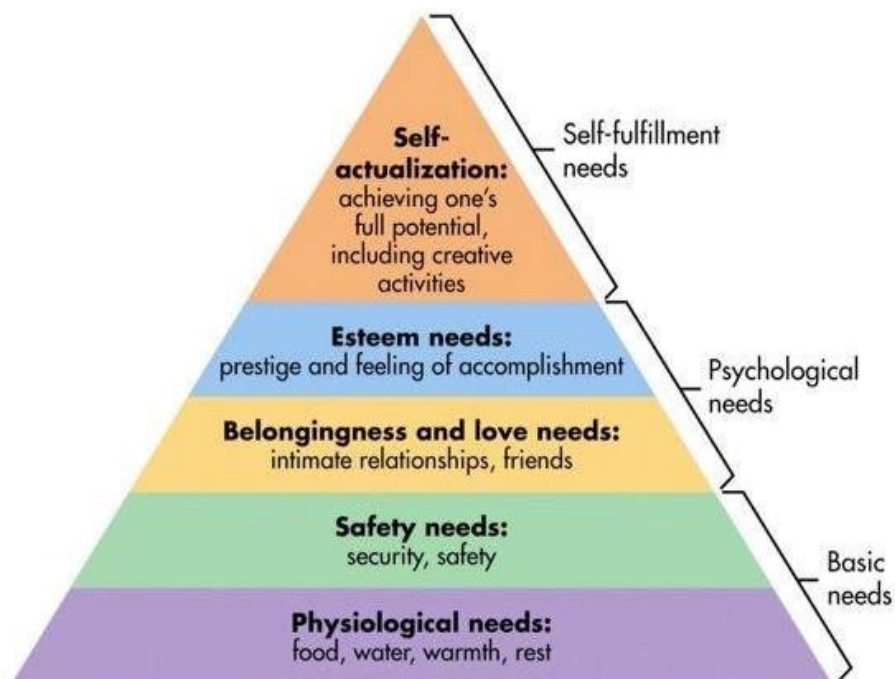 Self-
actualization:
achieving one's
full potential,
including creative
activities
Self-fulfillment
needs
Esteem needs:
prestige and feeling of accomplishment
Psychological
needs
Belongingness and love needs:
intimate relationships, friends
Safety needs:
security, safety
Basic
needs
Physiological needs:
food, water, warmth, rest